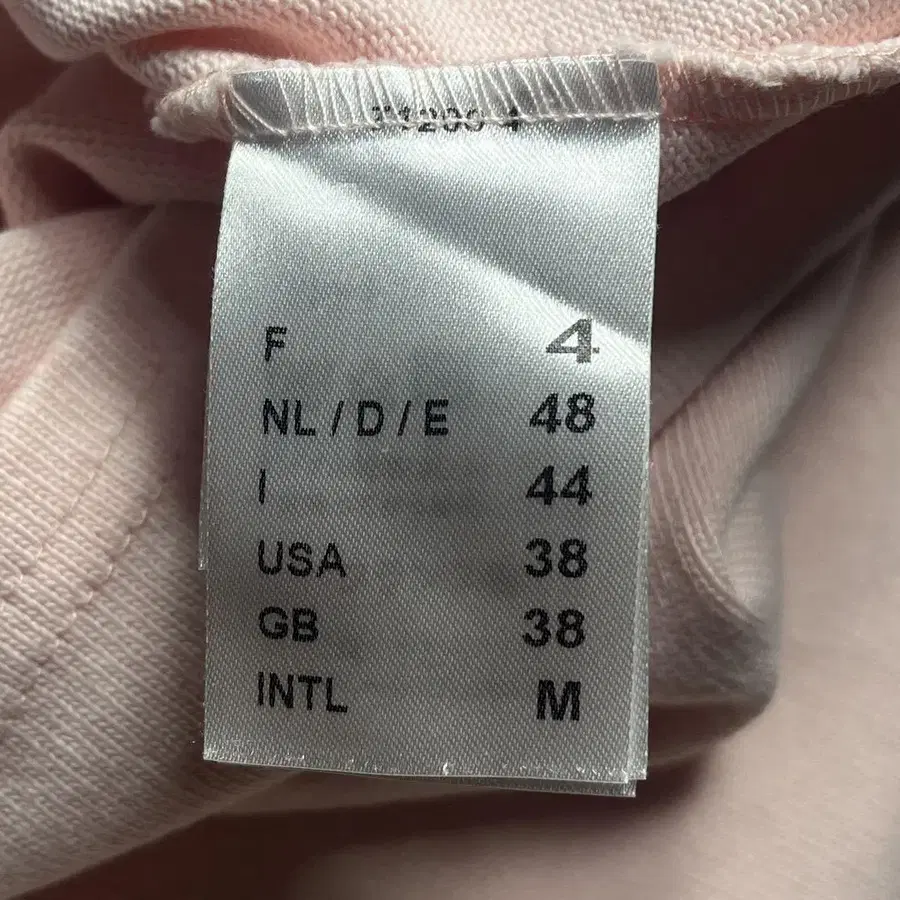 F 4
NL / D / E 48
I 44
USA 38
GB 38
INTL M